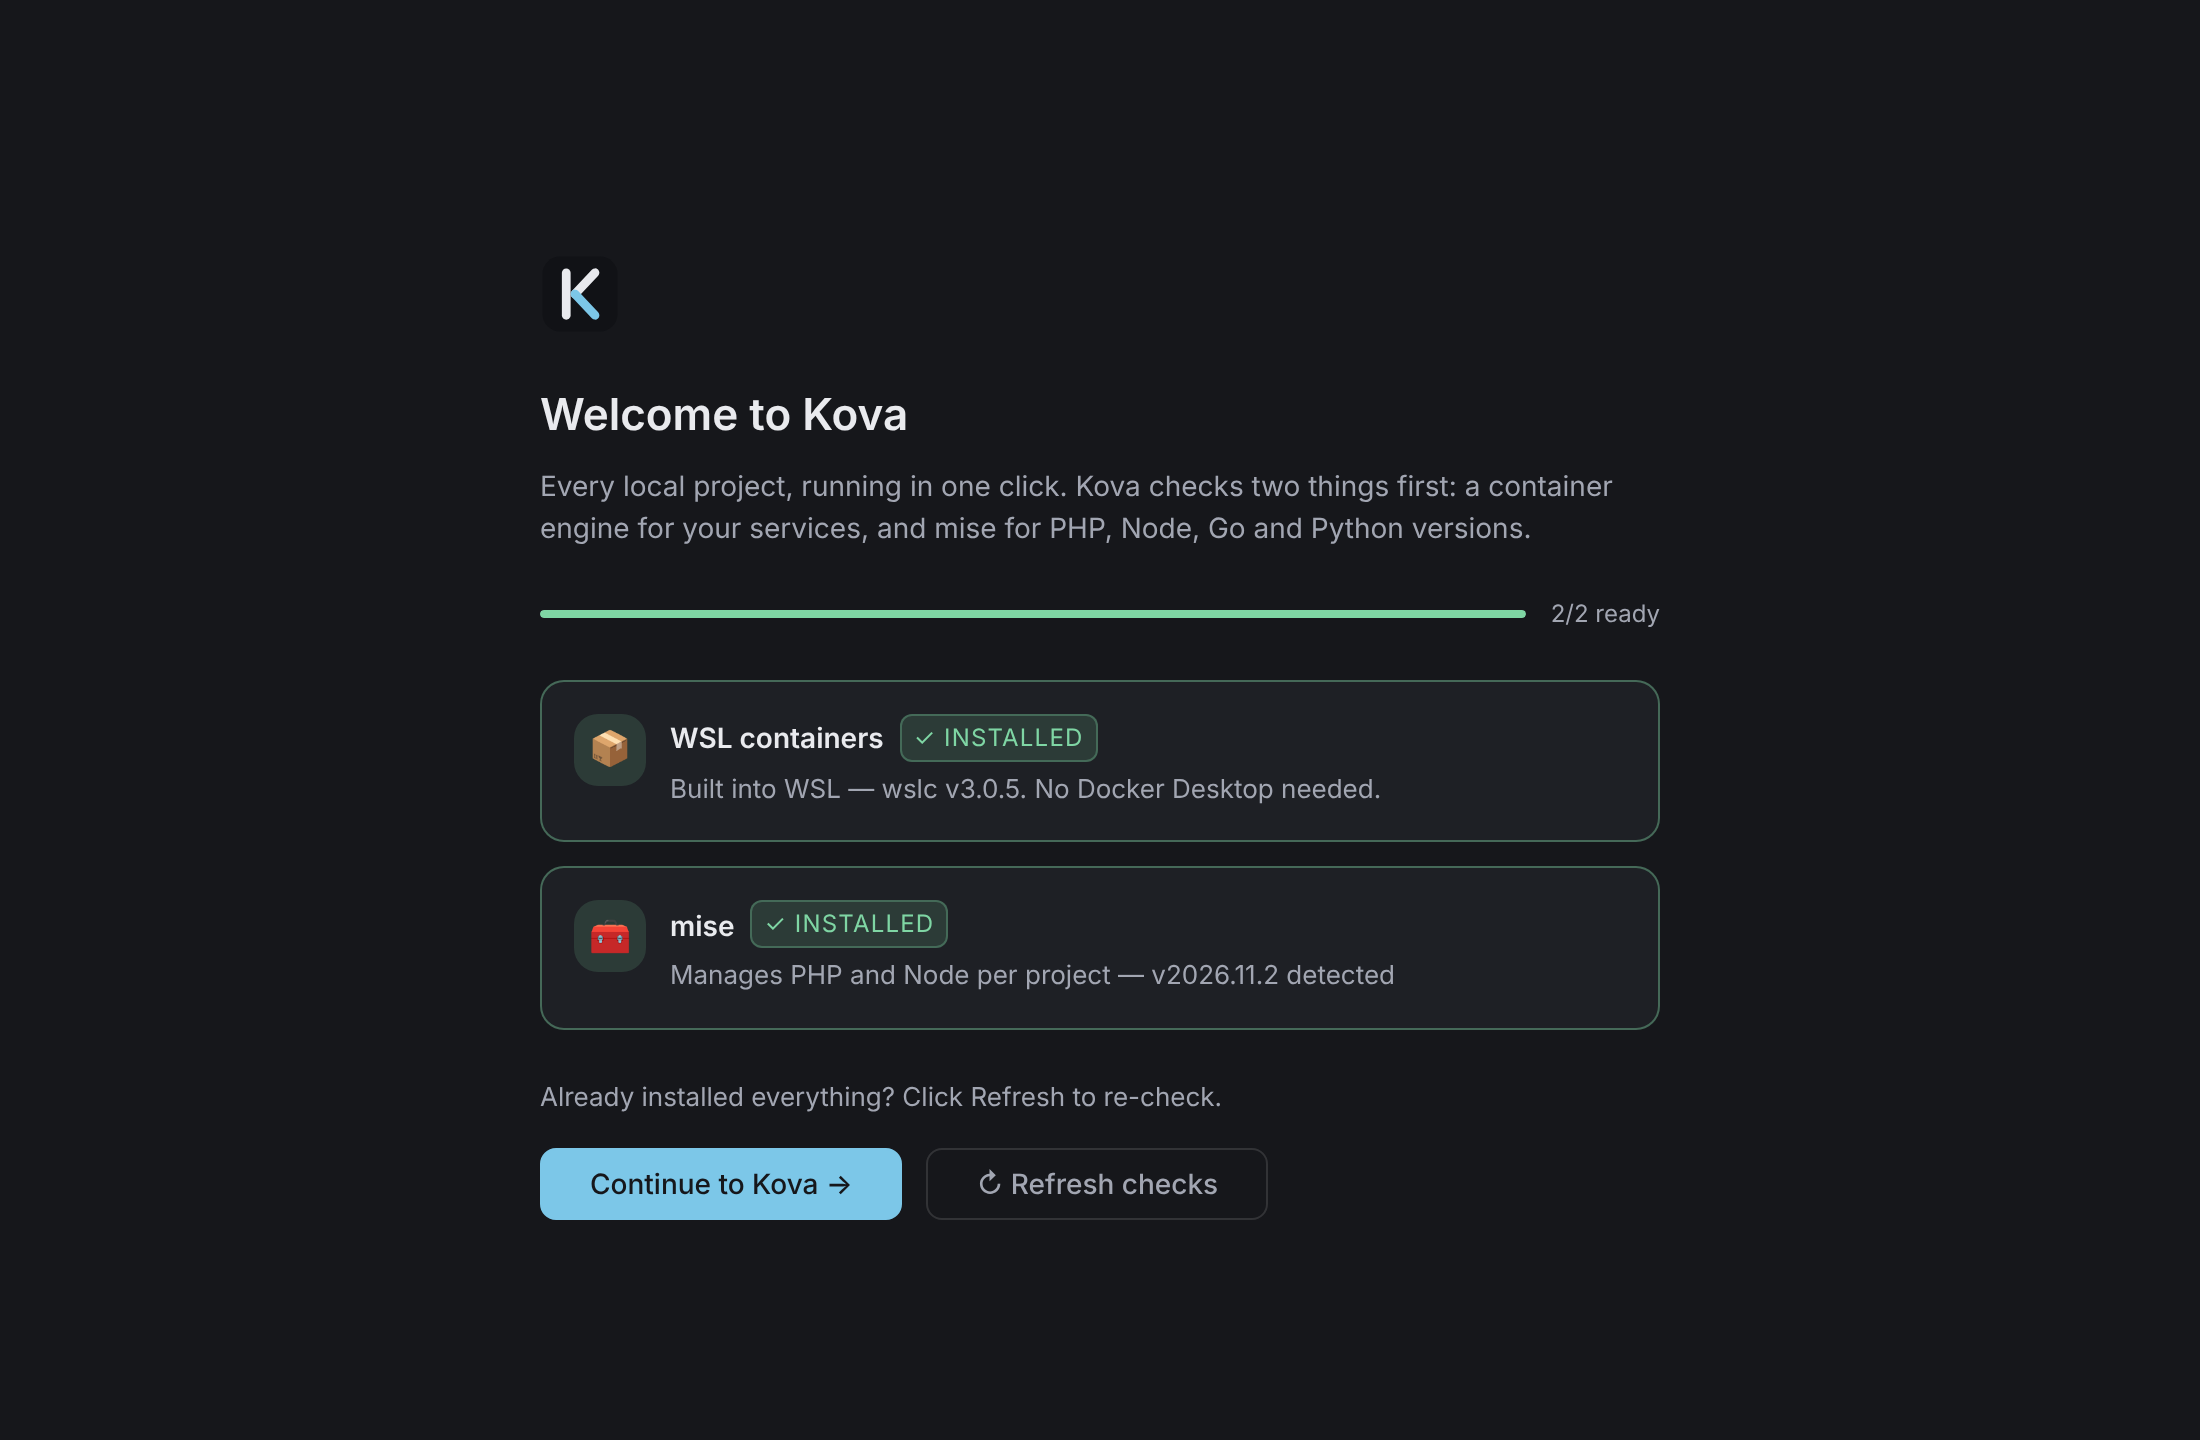 K
Welcome to Kova
Every local project, running in one click. Kova checks two things first: a container
engine for your services, and mise for PHP, Node, Go and Python versions.
2/2 ready
WSL containers ✓ INSTALLED
Built into WSL — wslc v3.0.5. No Docker Desktop needed.
mise ✓ INSTALLED
Manages PHP and Node per project — v2026.11.2 detected
Already installed everything? Click Refresh to re-check.
Continue to Kova → ↻ Refresh checks